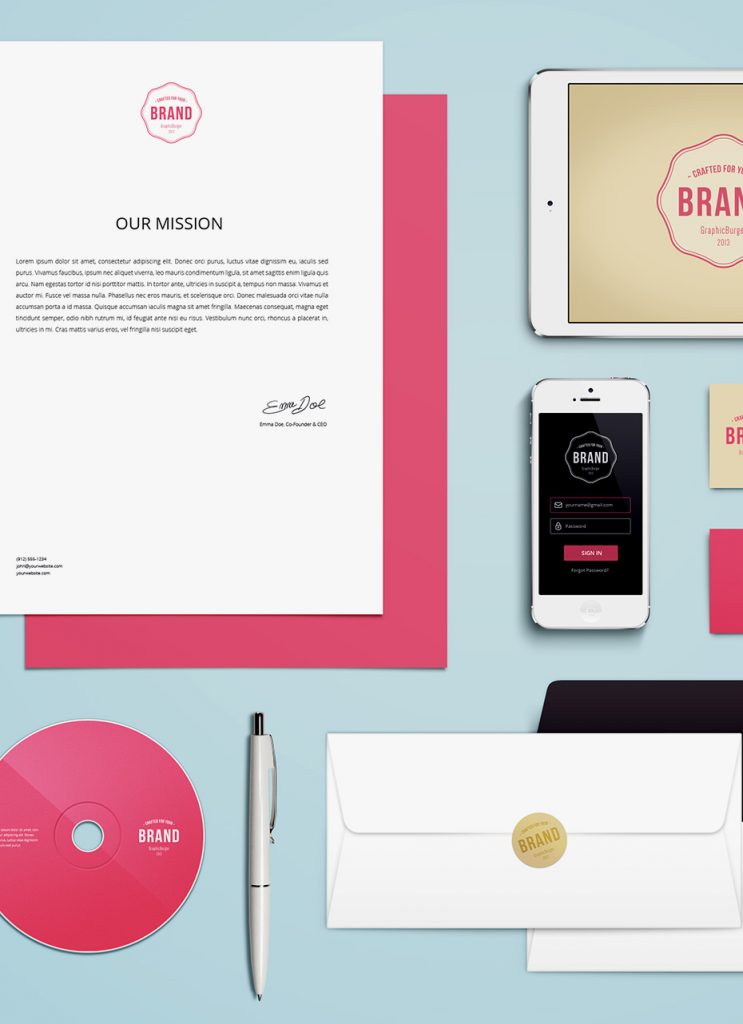 ~ CRAFTED FOR YOUR ~
BRAND
GraphicBurger
2013
OUR MISSION
Lorem ipsum dolor sit amet, consectetur adipiscing elit. Donec orci purus, luctus vitae dignissim eu, iaculis sed
purus. Vivamus faucibus, ipsum nec aliquet viverra, leo mauris condimentum ligula, sit amet sagittis enim ligula quis
arcu. Nam egestas tortor id nisi porttitor mattis. In tortor ante, ultricies in suscipit a, tempus non massa. Vivamus et
auctor mi. Fusce vel massa nulla. Phasellus nec eros mauris, et scelerisque orci. Donec malesuada orci vitae nulla
accumsan porta a id massa. Quisque accumsan iaculis magna sit amet fringilla. Maecenas consequat, magna eget
tincidunt semper, odio nibh rutrum mi, id feugiat ante nisi eu risus. Vestibulum nunc orci, rhoncus a placerat in,
ultricies in mi. Cras mattis varius eros, vel fringilla nisi suscipit eget.
Emma Doe
Emma Doe, Co-Founder & CEO
(912) 555-1234
john@yourwebsite.com
yourwebsite.com
~ CRAFTED FOR YO
BRAN
GraphicBurge
2013
CRAFTED FOR YOUR
BRAND
GraphicBurger
yourname@gmail.com
Password
SIGN IN
Forgot Password?
BR
CRAFTED FOR YOUR
BRAND
GraphicBurger
2013
CRAFTED FOR YOUR
BRAND
GraphicBurger
2013